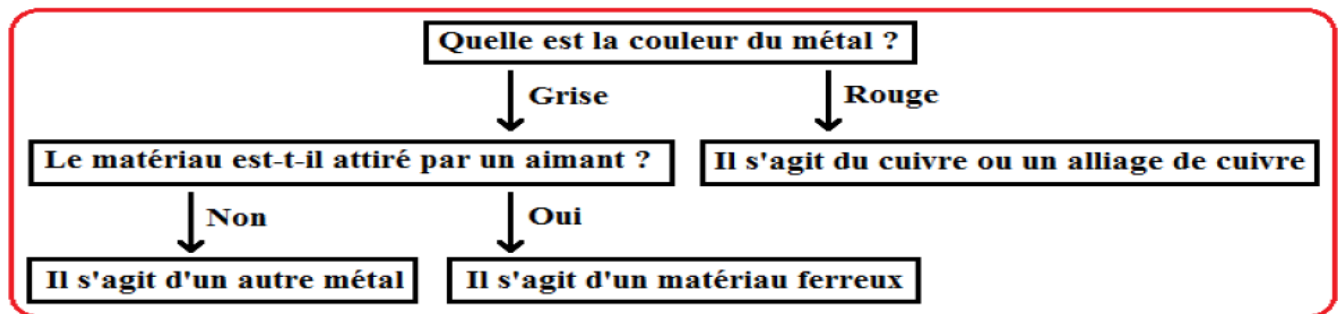 Quelle est la couleur du métal ?
Grise
Rouge
Le matériau est-t-il attiré par un aimant ?
Il s'agit du cuivre ou un alliage de cuivre
Non
Oui
Il s'agit d'un autre métal
Il s'agit d'un matériau ferreux